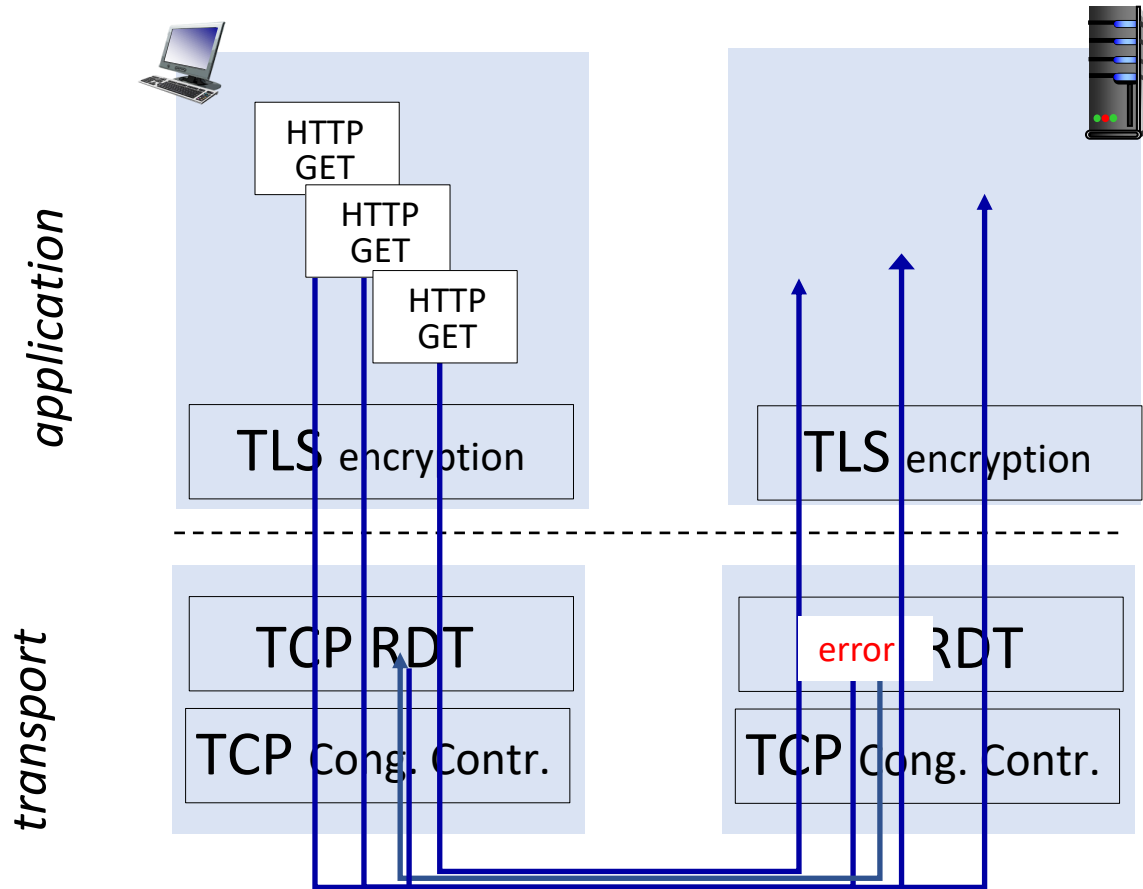 application
HTTP
GET
HTTP
GET
HTTP
GET
TLS encryption
TLS encryption
transport
TCP RDT
error RDT
TCP Cong. Contr.
TCP Cong. Contr.